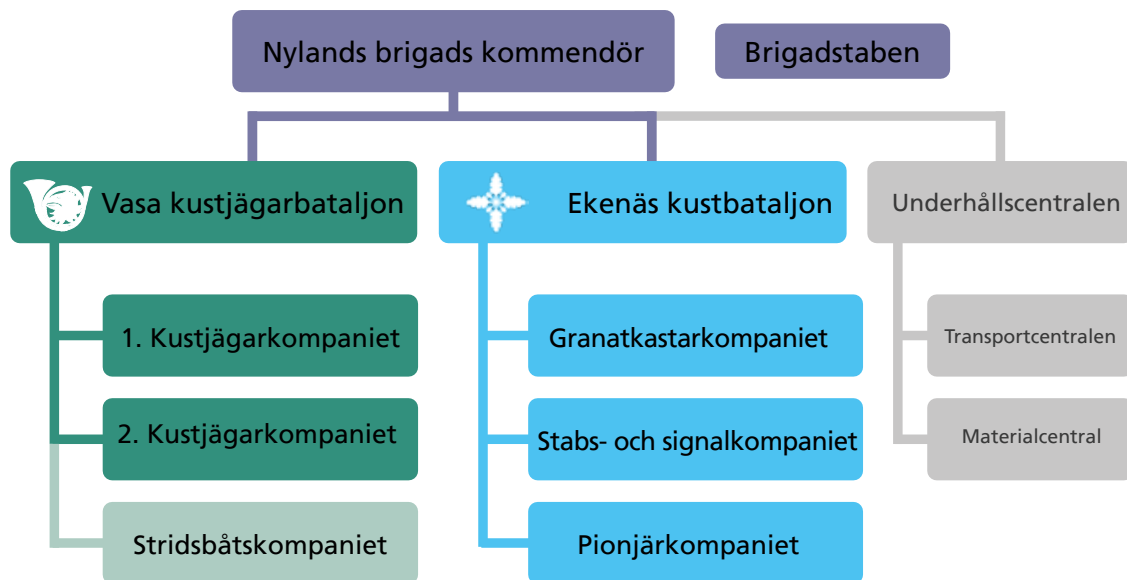 Nylands brigads kommendör
Brigadstaben
Vasa kustjägarbataljon
1. Kustjägarkompaniet
2. Kustjägarkompaniet
Stridsbåtskompaniet
Ekenäs kustbataljon
Granatkastarkompaniet
Stabs- och signalkompaniet
Pionjärkompaniet
Underhållscentralen
Transportcentralen
Materialcentral